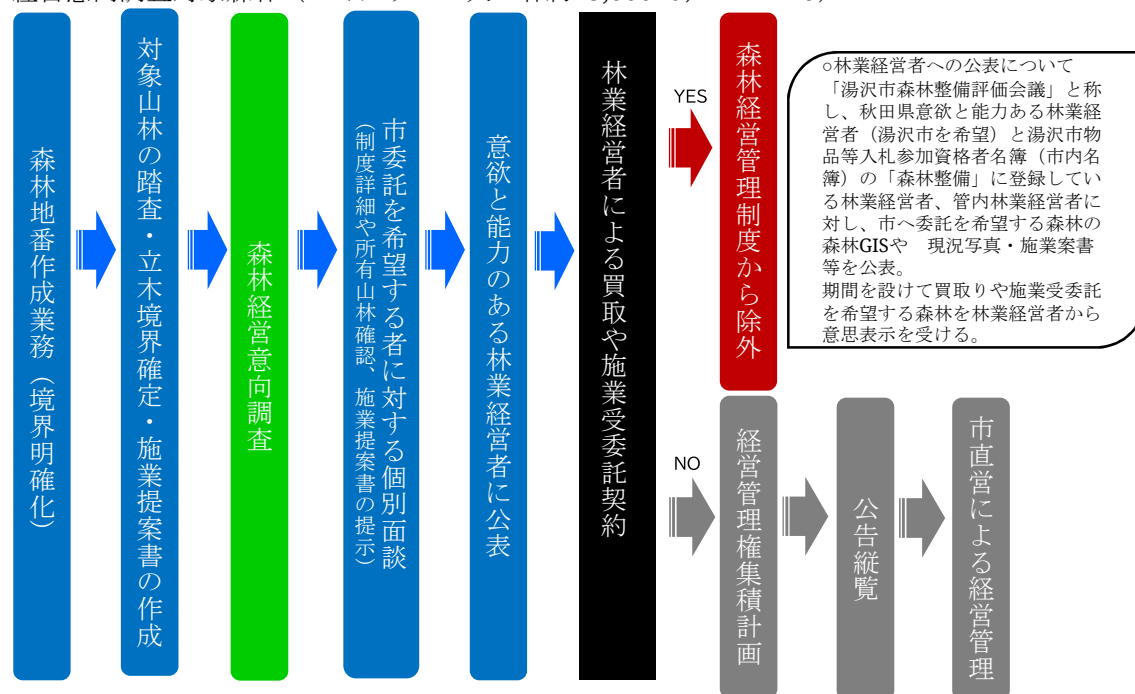 森林地番作成業務（境界明確化）
対象山林の踏査・立木境界確定・施業提案書の作成
森林経営意向調査
市委託を希望する者に対する個別面談
（制度詳細や所有山林確認、施業提案書の提示）
意欲と能力のある林業経営者に公表
林業経営者による買取や施業受委託契約
YES
森林経営管理制度から除外
○林業経営者への公表について
「湯沢市森林整備評価会議」と称
し、秋田県意欲と能力ある林業経
営者（湯沢市を希望）と湯沢市物
品等入札参加資格者名簿（市内名
簿）の「森林整備」に登録してい
る林業経営者、管内林業経営者に
対し、市へ委託を希望する森林の
森林GISや　現況写真・施業案書
等を公表。
期間を設けて買取りや施業受委託
を希望する森林を林業経営者から
意思表示を受ける。
NO
経営管理権集積計画
公告縦覧
市直営による経営管理